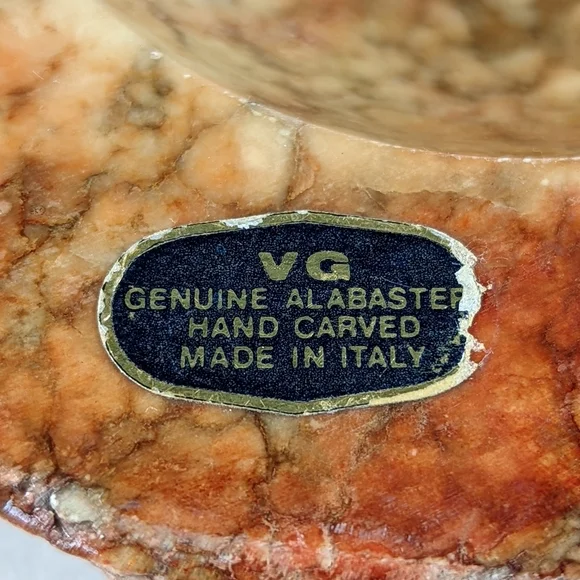 VG
GENUINE ALABASTER
HAND CARVED
MADE IN ITALY